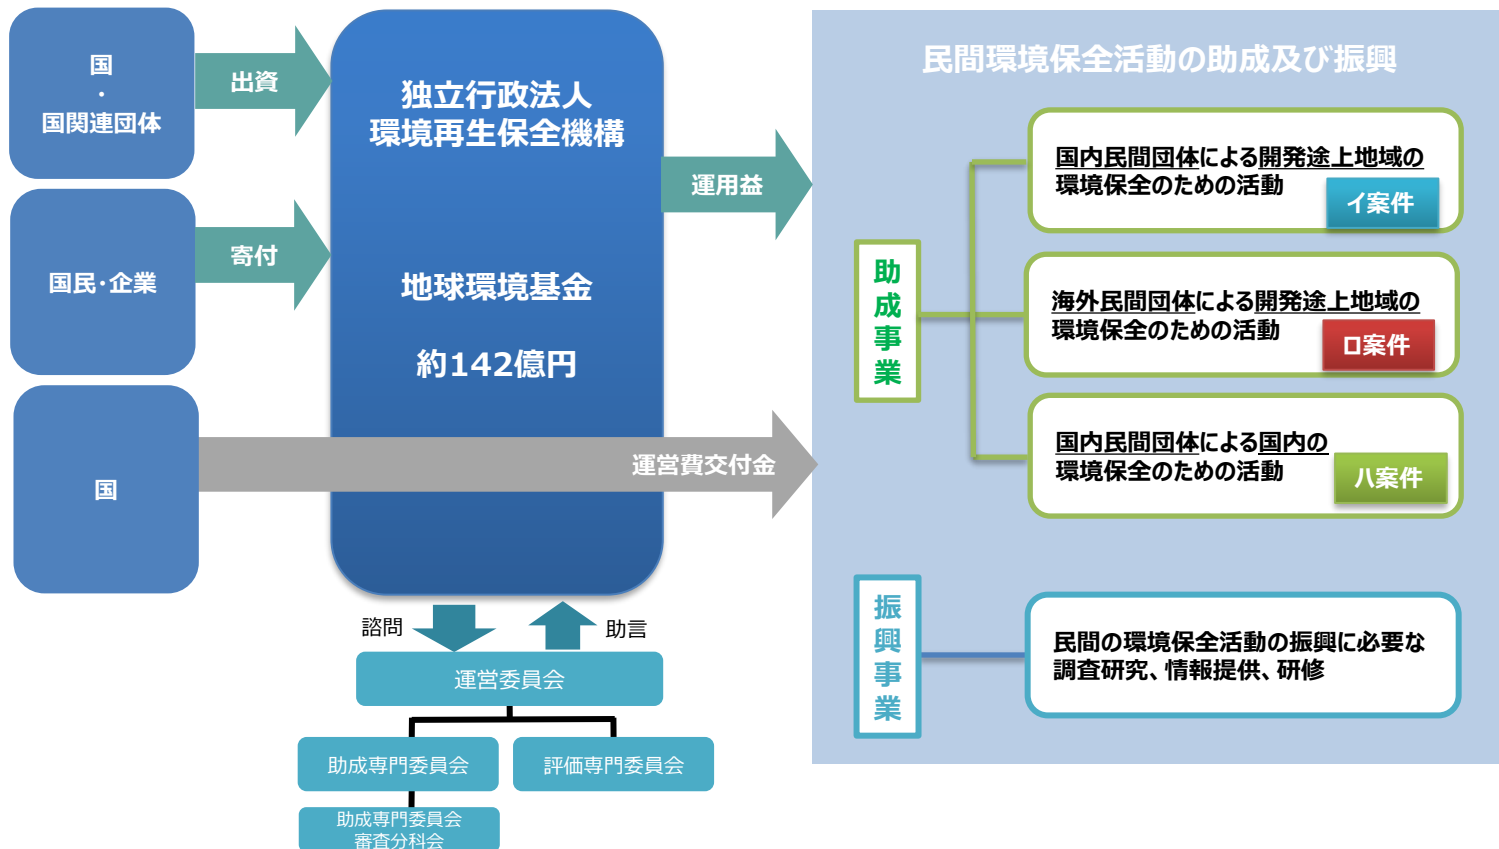 国
・
国関連団体
出資
国民・企業
寄付
国
独立行政法人
環境再生保全機構
地球環境基金
約142億円
運用益
運営費交付金
諮問
助言
運営委員会
助成専門委員会
評価専門委員会
助成専門委員会
審査分科会
民間環境保全活動の助成及び振興
助成事業
国内民間団体による開発途上地域の
環境保全のための活動
イ案件
海外民間団体による開発途上地域の
環境保全のための活動
ロ案件
国内民間団体による国内の
環境保全のための活動
ハ案件
振興事業
民間の環境保全活動の振興に必要な
調査研究、情報提供、研修